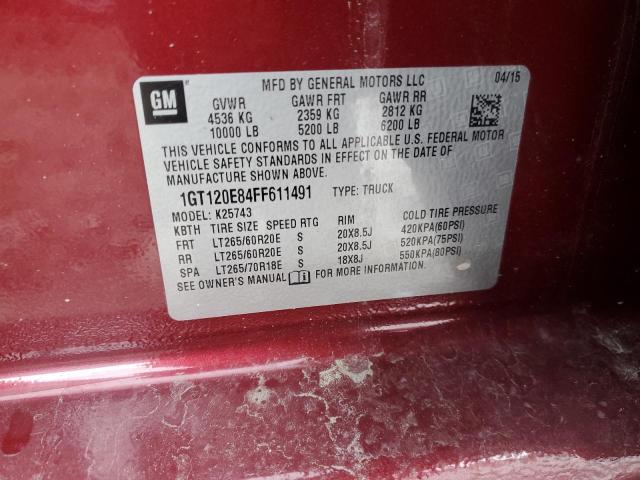 MFD BY GENERAL MOTORS LLC 04/15
GM
GVWR GAWR FRT GAWR RR
4536 KG 2359 KG 2812 KG
10000 LB 5200 LB 6200 LB
THIS VEHICLE CONFORMS TO ALL APPLICABLE U.S. FEDERAL MOTOR
VEHICLE SAFETY STANDARDS IN EFFECT ON THE DATE OF
MANUFACTURE SHOWN ABOVE.
1GT120E84FF611491 TYPE: TRUCK
MODEL: K25743
KBTH TIRE SIZE SPEED RTG RIM COLD TIRE PRESSURE
FRT LT265/60R20E S 20X8.5J 420KPA(60PSI)
RR LT265/60R20E S 20X8.5J 520KPA(75PSI)
SPA LT265/70R18E S 18X8J 550KPA(80PSI)
SEE OWNER'S MANUAL FOR MORE INFORMATION.